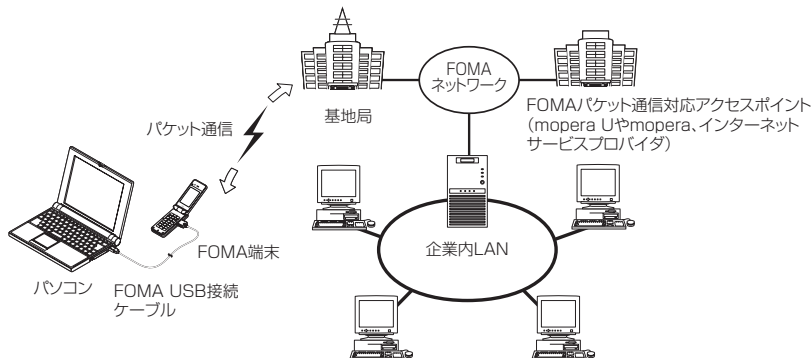 FOMA
ネットワーク
基地局
FOMAパケット通信対応アクセスポイント
(mopera Uやmopera、インターネット
サービスプロバイダ)
パケット通信
FOMA端末
企業内LAN
パソコン
FOMA USB接続
ケーブル